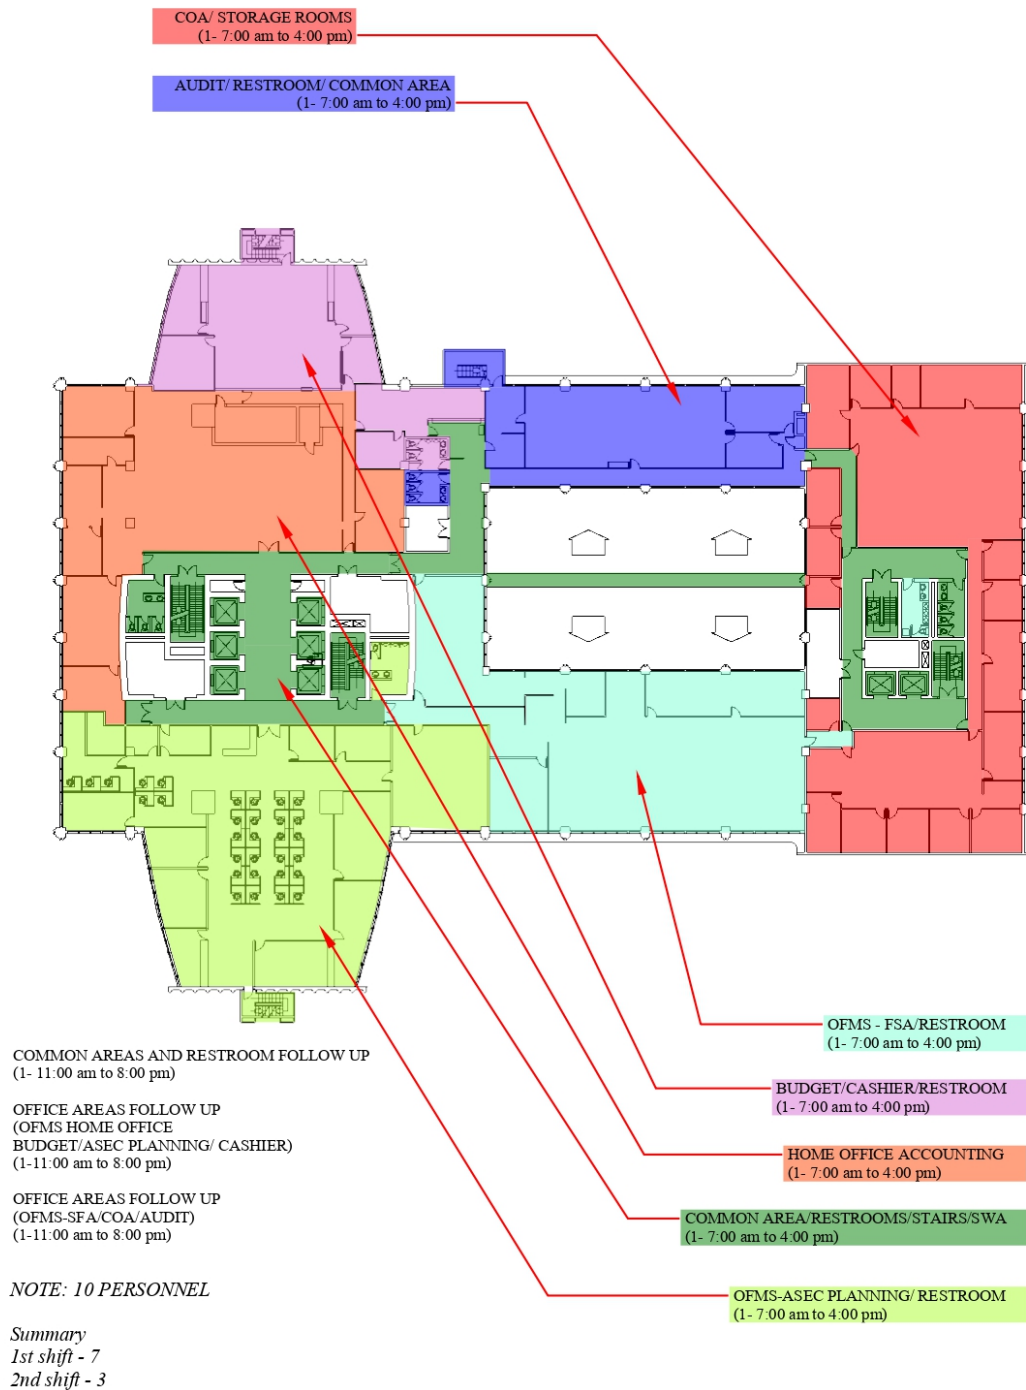 COA/ STORAGE ROOMS
(1- 7:00 am to 4:00 pm)
AUDIT/ RESTROOM/ COMMON AREA
(1- 7:00 am to 4:00 pm)
OFMS - FSA/RESTROOM
(1- 7:00 am to 4:00 pm)
BUDGET/CASHIER/RESTROOM
(1- 7:00 am to 4:00 pm)
HOME OFFICE ACCOUNTING
(1- 7:00 am to 4:00 pm)
COMMON AREA/RESTROOMS/STAIRS/SWA
(1- 7:00 am to 4:00 pm)
OFMS-ASEC PLANNING/ RESTROOM
(1- 7:00 am to 4:00 pm)
COMMON AREAS AND RESTROOM FOLLOW UP
(1- 11:00 am to 8:00 pm)
OFFICE AREAS FOLLOW UP
(OFMS HOME OFFICE
BUDGET/ASEC PLANNING/ CASHIER)
(1-11:00 am to 8:00 pm)
OFFICE AREAS FOLLOW UP
(OFMS-SFA/COA/AUDIT)
(1-11:00 am to 8:00 pm)
NOTE: 10 PERSONNEL
Summary
1st shift - 7
2nd shift - 3